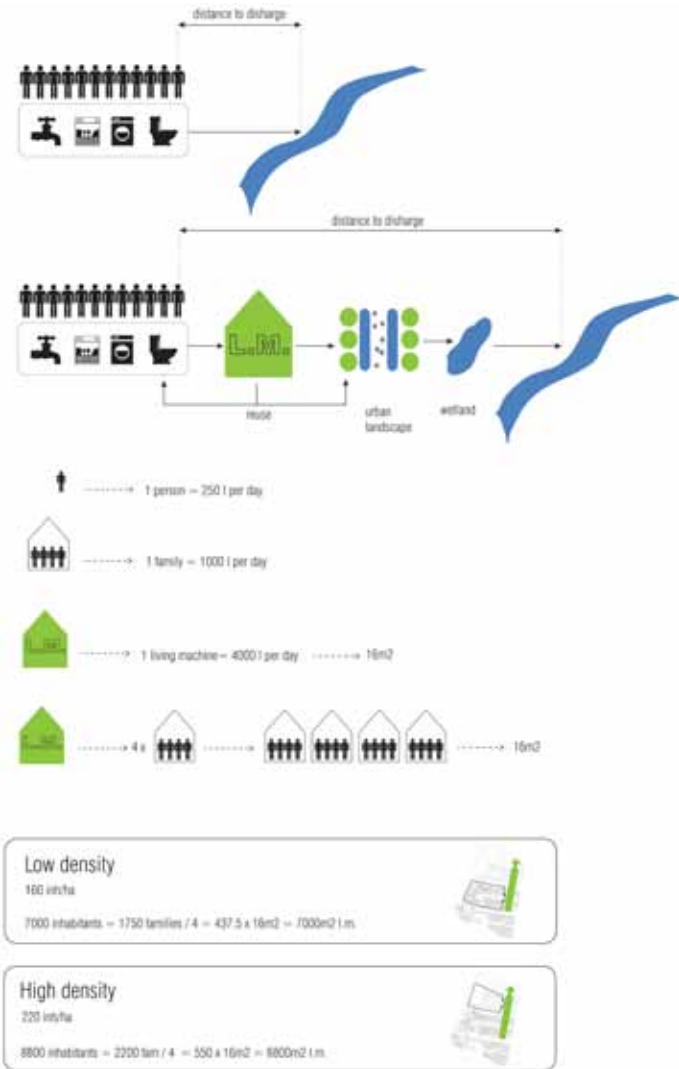 distance to disharge
distance to disharge
L.M.
reuse
urban
landscape
wetland
1 person = 250 l per day
1 family = 1000 l per day
1 living machine = 4000 l per day
16m2
4 x
16m2
Low density
160 inh/ha
7000 inhabitants = 1750 families / 4 = 437.5 x 16m2 = 7000m2 l.m.
High density
220 inh/ha
8800 inhabitants = 2200 fam / 4 = 550 x 16m2 = 8800m2 l.m.